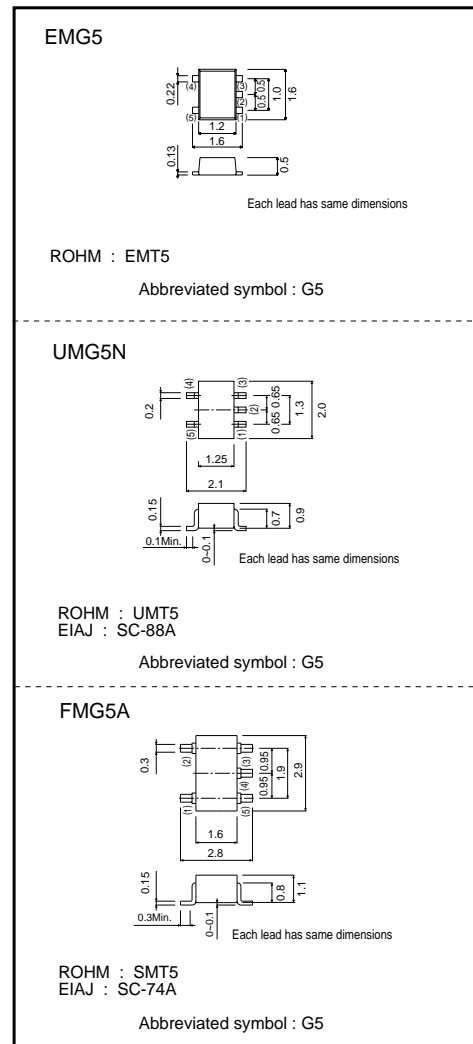 EMG5
0.22
(4)
(3)
0.5
0.5
1.0
1.6
(2)
(5)
(1)
1.2
1.6
0.13
0.5
Each lead has same dimensions
ROHM : EMT5
Abbreviated symbol : G5
UMG5N
0.2
(4)
(3)
0.65
0.65
1.3
2.0
(2)
(5)
(1)
1.25
2.1
0.15
0.1Min.
0~0.1
0.7
0.9
Each lead has same dimensions
ROHM : UMT5
EIAJ : SC-88A
Abbreviated symbol : G5
FMG5A
0.3
(2)
(3)
0.95
0.95
1.9
2.9
(4)
(1)
(5)
1.6
2.8
0.15
0.3Min.
0~0.1
0.8
1.1
Each lead has same dimensions
ROHM : SMT5
EIAJ : SC-74A
Abbreviated symbol : G5